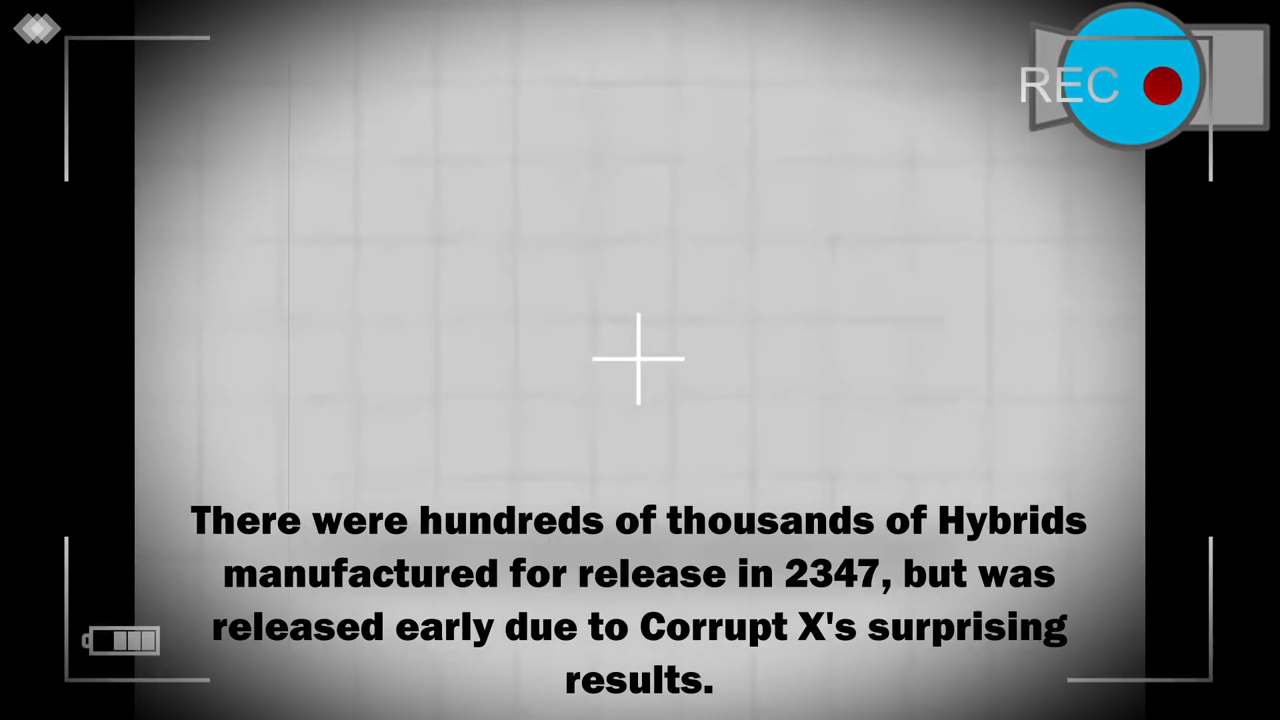 REC
There were hundreds of thousands of Hybrids
manufactured for release in 2347, but was
released early due to Corrupt X's surprising
results.